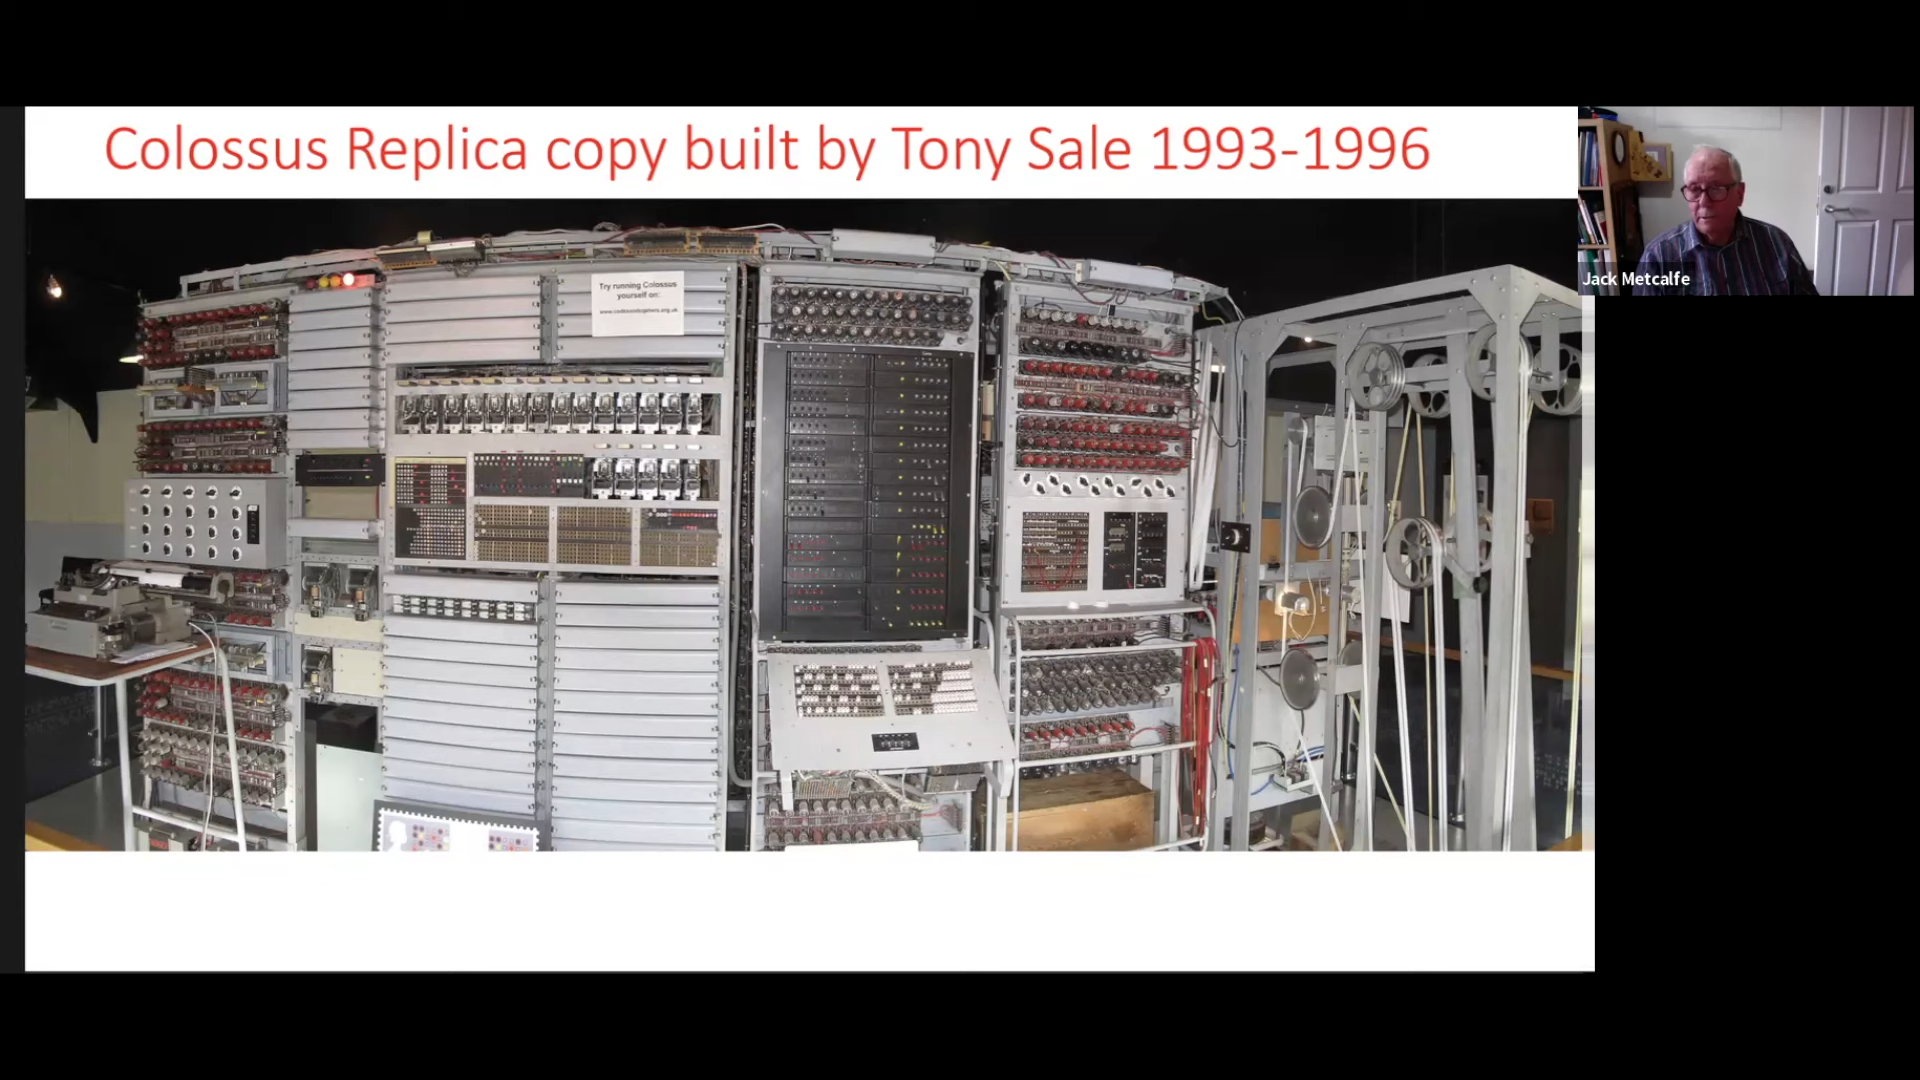 Colossus Replica copy built by Tony Sale 1993-1996
Try running Colossus
yourself on:
Jack Metcalfe